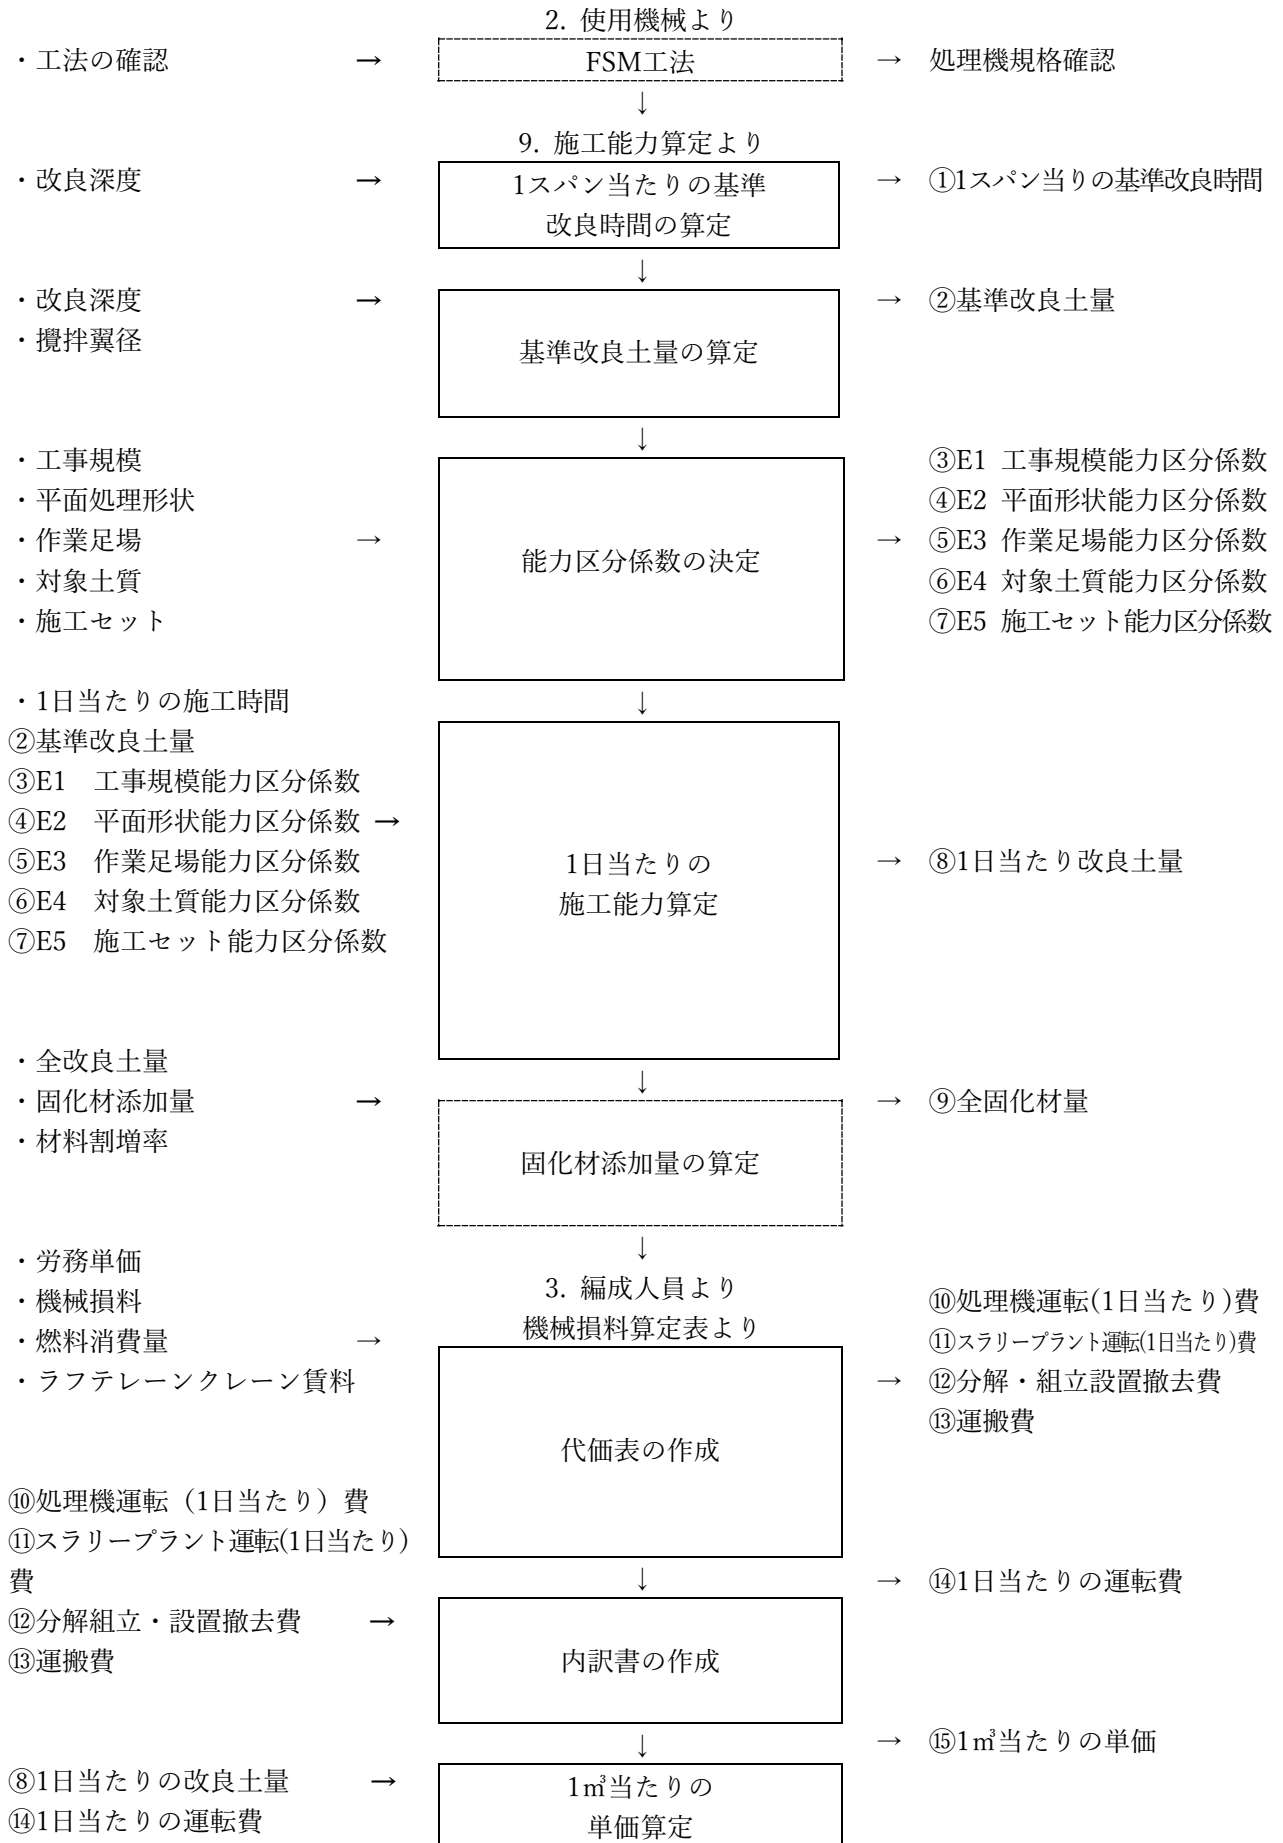 2. 使用機械より
・工法の確認 → FSM工法 → 処理機規格確認
↓
9. 施工能力算定より
・改良深度 → 1スパン当たりの基準 → ①1スパン当りの基準改良時間
改良時間の算定
↓
・改良深度 → → ②基準改良土量
・攪拌翼径
基準改良土量の算定
↓
・工事規模 ③E1 工事規模能力区分係数
・平面処理形状 ④E2 平面形状能力区分係数
・作業足場 → → ⑤E3 作業足場能力区分係数
能力区分係数の決定
・対象土質 ⑥E4 対象土質能力区分係数
・施工セット ⑦E5 施工セット能力区分係数
・1日当たりの施工時間 ↓
②基準改良土量
③E1 工事規模能力区分係数
④E2 平面形状能力区分係数 →
⑤E3 作業足場能力区分係数 1日当たりの → ⑧1日当たり改良土量
⑥E4 対象土質能力区分係数 施工能力算定
⑦E5 施工セット能力区分係数
・全改良土量
↓
・固化材添加量 → → ⑨全固化材量
・材料割増率
固化材添加量の算定
↓
・労務単価
・機械損料 3. 編成人員より ⑩処理機運転(1日当たり)費
・燃料消費量 → 機械損料算定表より ⑪スラリープラント運転(1日当たり)費
・ラフテレーンクレーン賃料 → ⑫分解・組立設置撤去費
⑬運搬費
代価表の作成
⑩処理機運転（1日当たり）費
⑪スラリープラント運転(1日当たり)
費 ↓ → ⑭1日当たりの運転費
⑫分解組立・設置撤去費 →
⑬運搬費 内訳書の作成
↓ → ⑮1㎥当たりの単価
⑧1日当たりの改良土量 → 1㎥当たりの
⑭1日当たりの運転費 単価算定